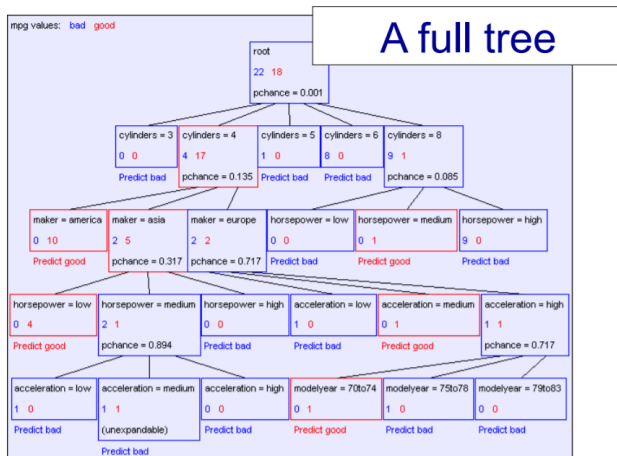 mpg values: bad good
A full tree
root
22 18
pchance = 0.001
cylinders = 3
0 0
Predict bad
cylinders = 4
4 17
pchance = 0.135
cylinders = 5
1 0
Predict bad
cylinders = 6
8 0
Predict bad
cylinders = 8
9 1
pchance = 0.085
maker = america
0 10
Predict good
maker = asia
2 5
pchance = 0.317
maker = europe
2 2
pchance = 0.717
horsepower = low
0 0
Predict bad
horsepower = medium
0 1
Predict good
horsepower = high
9 0
Predict bad
horsepower = low
0 4
Predict good
horsepower = medium
2 1
pchance = 0.894
horsepower = high
0 0
Predict bad
acceleration = low
1 0
Predict bad
acceleration = medium
0 1
Predict good
acceleration = high
1 1
pchance = 0.717
acceleration = low
1 0
Predict bad
acceleration = medium
1 1
(unexpandable)
Predict bad
acceleration = high
0 0
Predict bad
modelyear = 70to74
0 1
Predict good
modelyear = 75to78
1 0
Predict bad
modelyear = 79to83
0 0
Predict bad